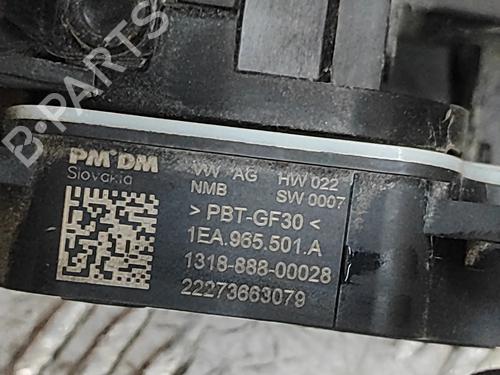 B-PARTS
PM DM
Slovakia
VW AG HW 022
NMB SW 0007
> PBT-GF30 <
1EA.965.501.A
1318-888-00028
22273663079